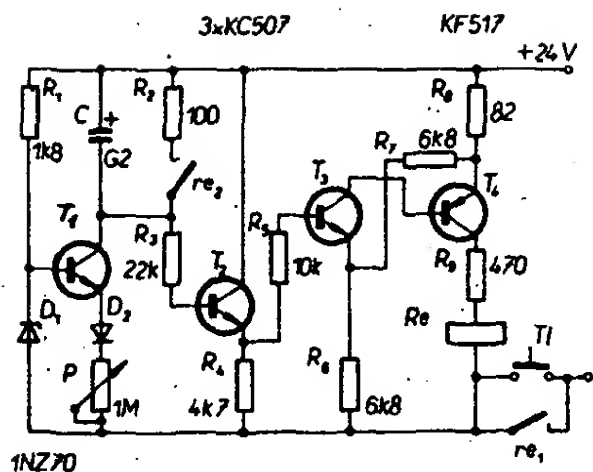 3xKC507
KF517
+24V
R₁
1k8
C
+
G2
R₂
100
re₂
R₈
82
R₇
6k8
T₁
T₃
T₄
R₃
22k
T₂
R₅
10k
R₉
470
D₁
D₂
Re
Tl
P
1M
R₄
4k7
R₆
6k8
re₁
1NZ70